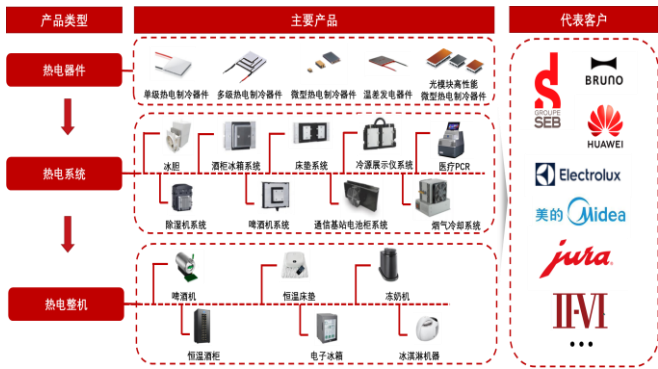 产品类型
主要产品
代表客户
热电器件
单级热电制冷器件
多级热电制冷器件
微型热电制冷器件
温差发电器件
光模块高性能
微型热电制冷器件
热电系统
冰胆
酒柜冰箱系统
床垫系统
冷源展示仪系统
医疗PCR
除湿机系统
啤酒机系统
通信基站电池柜系统
烟气冷却系统
热电整机
啤酒机
恒温床垫
冻奶机
恒温酒柜
电子冰箱
冰淇淋机器
GROUPE
SEB
BRUNO
HUAWEI
Electrolux
美的 Midea
jura
II-VI
•••